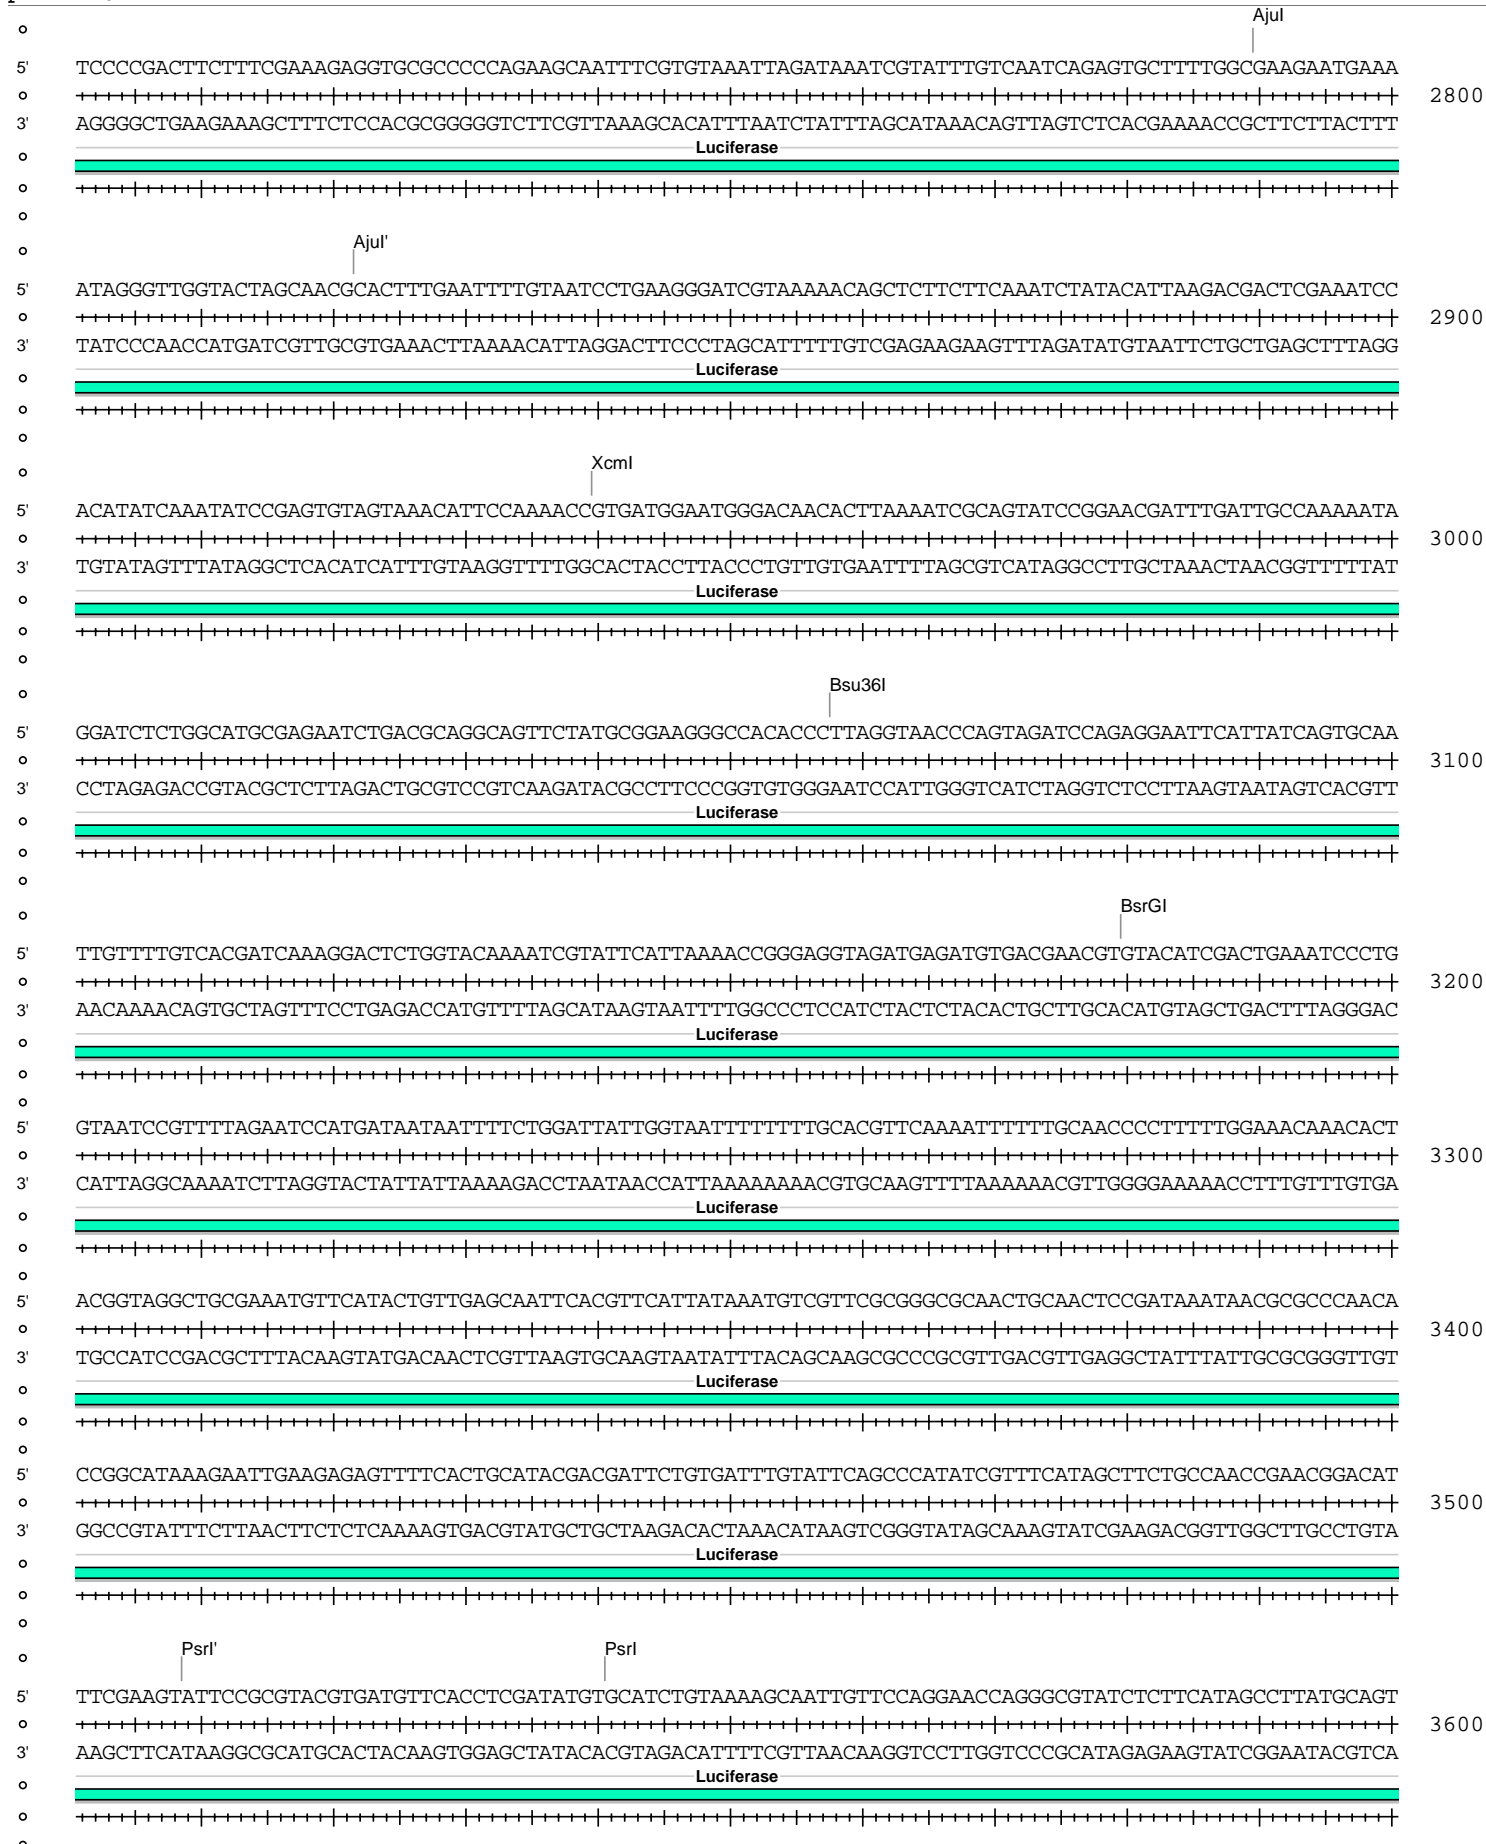 AjuI
5' TCCCCGACTTCTTTCGAAAGAGGTGCGCCCCCAGAAGCAATTTCGTGTAAATTAGATAAATCGTATTTGTCAATCAGAGTGCTTTTGGCGAAGAATGAAA
2800
3' AGGGGCTGAAGAAAGCTTTCTCCACGCGGGGGTCTTCGTTAAAGCACATTTAATCTATTTAGCATAAACAGTTAGTCTCACGAAAACCGCTTCTTACTTT
Luciferase
AjuI'
5' ATAGGGTTGGTACTAGCAACGCACTTTGAATTTTGTAATCCTGAAGGGATCGTAAAAACAGCTCTTCTTCAAATCTATACATTAAGACGACTCGAAATCC
2900
3' TATCCCAACCATGATCGTTGCGTGAAACTTAAAACATTAGGACTTCCCTAGCATTTTTGTCGAGAAGAAGTTTAGATATGTAATTCTGCTGAGCTTTAGG
Luciferase
XcmI
5' ACATATCAAATATCCGAGTGTAGTAAACATTCCAAAACCGTGATGGAATGGGACAACACTTAAAATCGCAGTATCCGGAACGATTTGATTGCCAAAAATA
3000
3' TGTATAGTTTATAGGCTCACATCATTTGTAAGGTTTTGGCACTACCTTACCCTGTTGTGAATTTTAGCGTCATAGGCCTTGCTAAACTAACGGTTTTTAT
Luciferase
Bsu36I
5' GGATCTCTGGCATGCGAGAATCTGACGCAGGCAGTTCTATGCGGAAGGGCCACACCCTTAGGTAACCCAGTAGATCCAGAGGAATTCATTATCAGTGCAA
3100
3' CCTAGAGACCGTACGCTCTTAGACTGCGTCCGTCAAGATACGCCTTCCCGGTGTGGGAATCCATTGGGTCATCTAGGTCTCCTTAAGTAATAGTCACGTT
Luciferase
BsrGI
5' TTGTTTTGTCACGATCAAAGGACTCTGGTACAAAATCGTATTCATTAAAACCGGGAGGTAGATGAGATGTGACGAACGTGTACATCGACTGAAATCCCTG
3200
3' AACAAAACAGTGCTAGTTTCCTGAGACCATGTTTTAGCATAAGTAATTTTGGCCCTCCATCTACTCTACACTGCTTGCACATGTAGCTGACTTTAGGGAC
Luciferase
5' GTAATCCGTTTTAGAATCCATGATAATAATTTTCTGGATTATTGGTAATTTTTTTTGCACGTTCAAAATTTTTTGCAACCCCTTTTTGGAAACAAACACT
3300
3' CATTAGGCAAAATCTTAGGTACTATTATTAAAAGACCTAATAACCATTAAAAAAAACGTGCAAGTTTTAAAAAACGTTGGGGAAAAACCTTTGTTTGTGA
Luciferase
5' ACGGTAGGCTGCGAAATGTTCATACTGTTGAGCAATTCACGTTCATTATAAATGTCGTTCGCGGGCGCAACTGCAACTCCGATAAATAACGCGCCCAACA
3400
3' TGCCATCCGACGCTTTACAAGTATGACAACTCGTTAAGTGCAAGTAATATTTACAGCAAGCGCCCGCGTTGACGTTGAGGCTATTTATTGCGCGGGTTGT
Luciferase
5' CCGGCATAAAGAATTGAAGAGAGTTTTCACTGCATACGACGATTCTGTGATTTGTATTCAGCCCATATCGTTTCATAGCTTCTGCCAACCGAACGGACAT
3500
3' GGCCGTATTTCTTAACTTCTCTCAAAAGTGACGTATGCTGCTAAGACACTAAACATAAGTCGGGTATAGCAAAGTATCGAAGACGGTTGGCTTGCCTGTA
Luciferase
PsrI' PsrI
5' TTCGAAGTATTCCGCGTACGTGATGTTCACCTCGATATGTGCATCTGTAAAAGCAATTGTTCCAGGAACCAGGGCGTATCTCTTCATAGCCTTATGCAGT
3600
3' AAGCTTCATAAGGCGCATGCACTACAAGTGGAGCTATACACGTAGACATTTTCGTTAACAAGGTCCTTGGTCCCGCATAGAGAAGTATCGGAATACGTCA
Luciferase